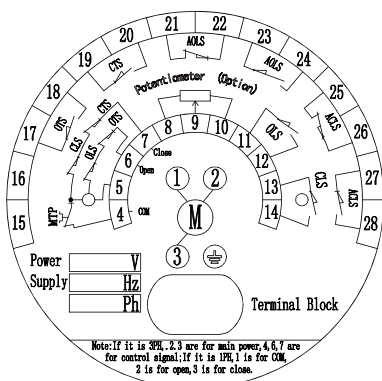 15
16
17
18
19
20
21
22
23
24
25
26
27
28
OTS
CTS
AOLS
AOLS
ACLS
ACLS
Potentiometer (Option)
CTS
OTS
CLS
OLS
OLS
CLS
MTP
4
5
6
7
8
9
10
11
12
13
14
Close
Open
COM
1
2
M
3
Power
Supply
V
Hz
Ph
Terminal Block
Note:If it is 3PH,.2.3 are for main power,4,6,7 are
for control signal;If it is 1PH,1 is for COM,
2 is for open,3 is for close.